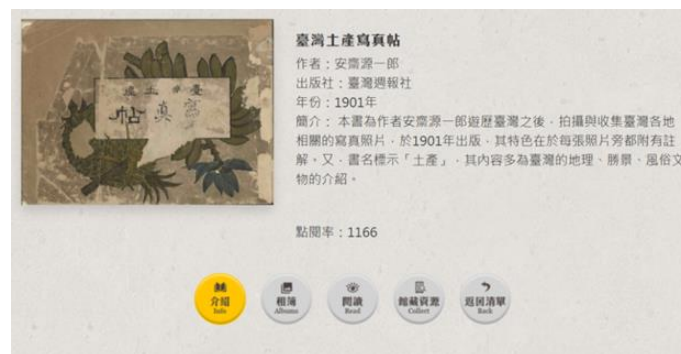 臺灣土產寫真帖
作者：安齋源一郎
出版社：臺灣週報社
年份：1901年
簡介： 本書為作者安齋源一郎遊歷臺灣之後，拍攝與收集臺灣各地
相關的寫真照片，於1901年出版，其特色在於每張照片旁都附有註
解。又，書名標示「土產」，其內容多為臺灣的地理、勝景、風俗文
物的介紹。
點閱率：1166
臺灣土產
寫真帖
介紹
Info
相簿
Albums
閱讀
Read
館藏資源
Collect
返回清單
Back